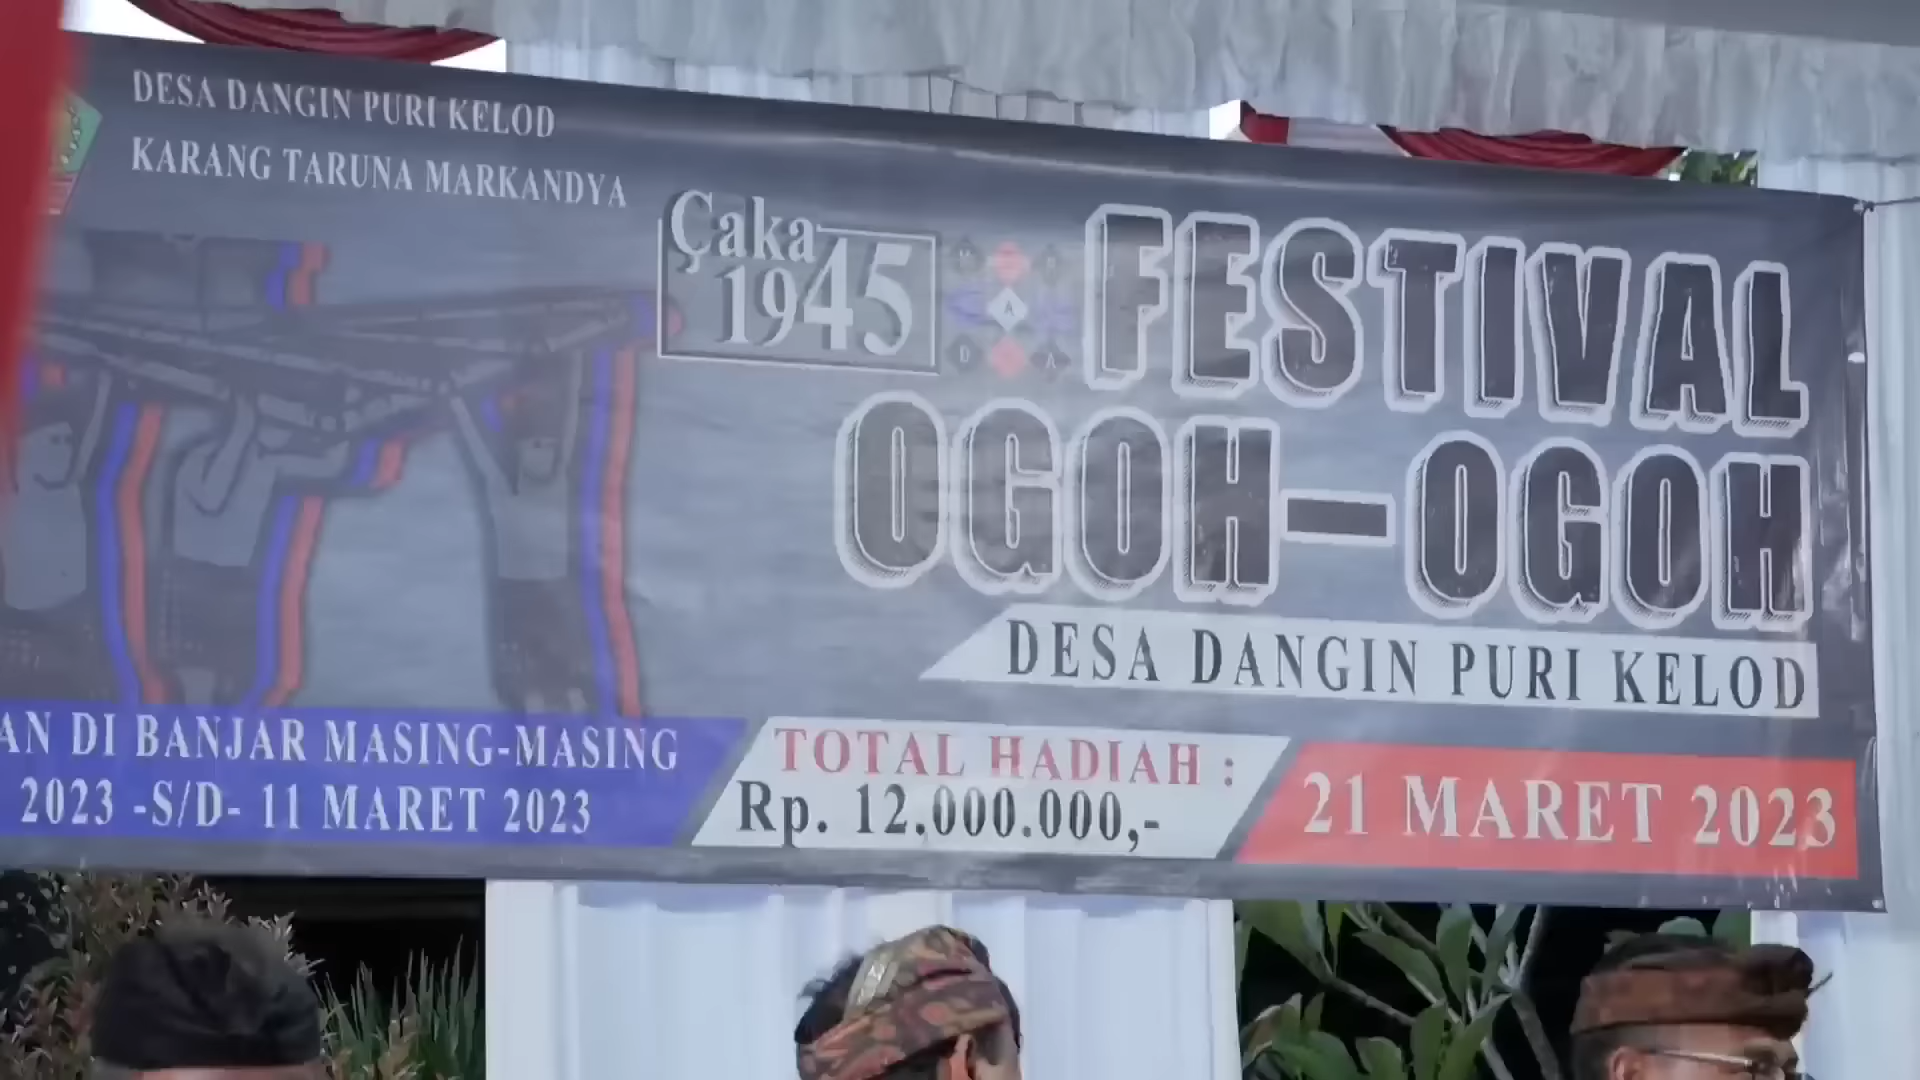 DESA DANGIN PURI KELOD
KARANG TARUNA MARKANDYA
Çaka
1945
FESTIVAL
OGOH-OGOH
DESA DANGIN PURI KELOD
AN DI BANJAR MASING-MASING
2023 -S/D- 11 MARET 2023
TOTAL HADIAH :
Rp. 12.000.000,-
21 MARET 2023